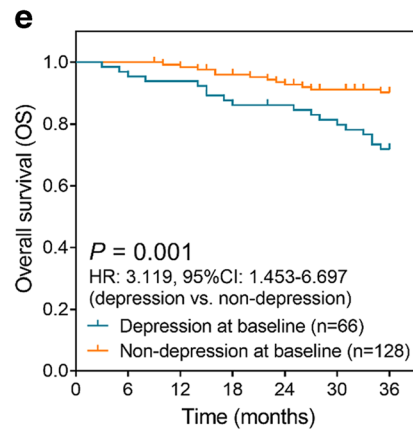 e
Overall survival (OS)
1.0
0.8
0.6
0.4
0.2
0.0
P = 0.001
HR: 3.119, 95%CI: 1.453-6.697
(depression vs. non-depression)
Depression at baseline (n=66)
Non-depression at baseline (n=128)
0 6 12 18 24 30 36
Time (months)